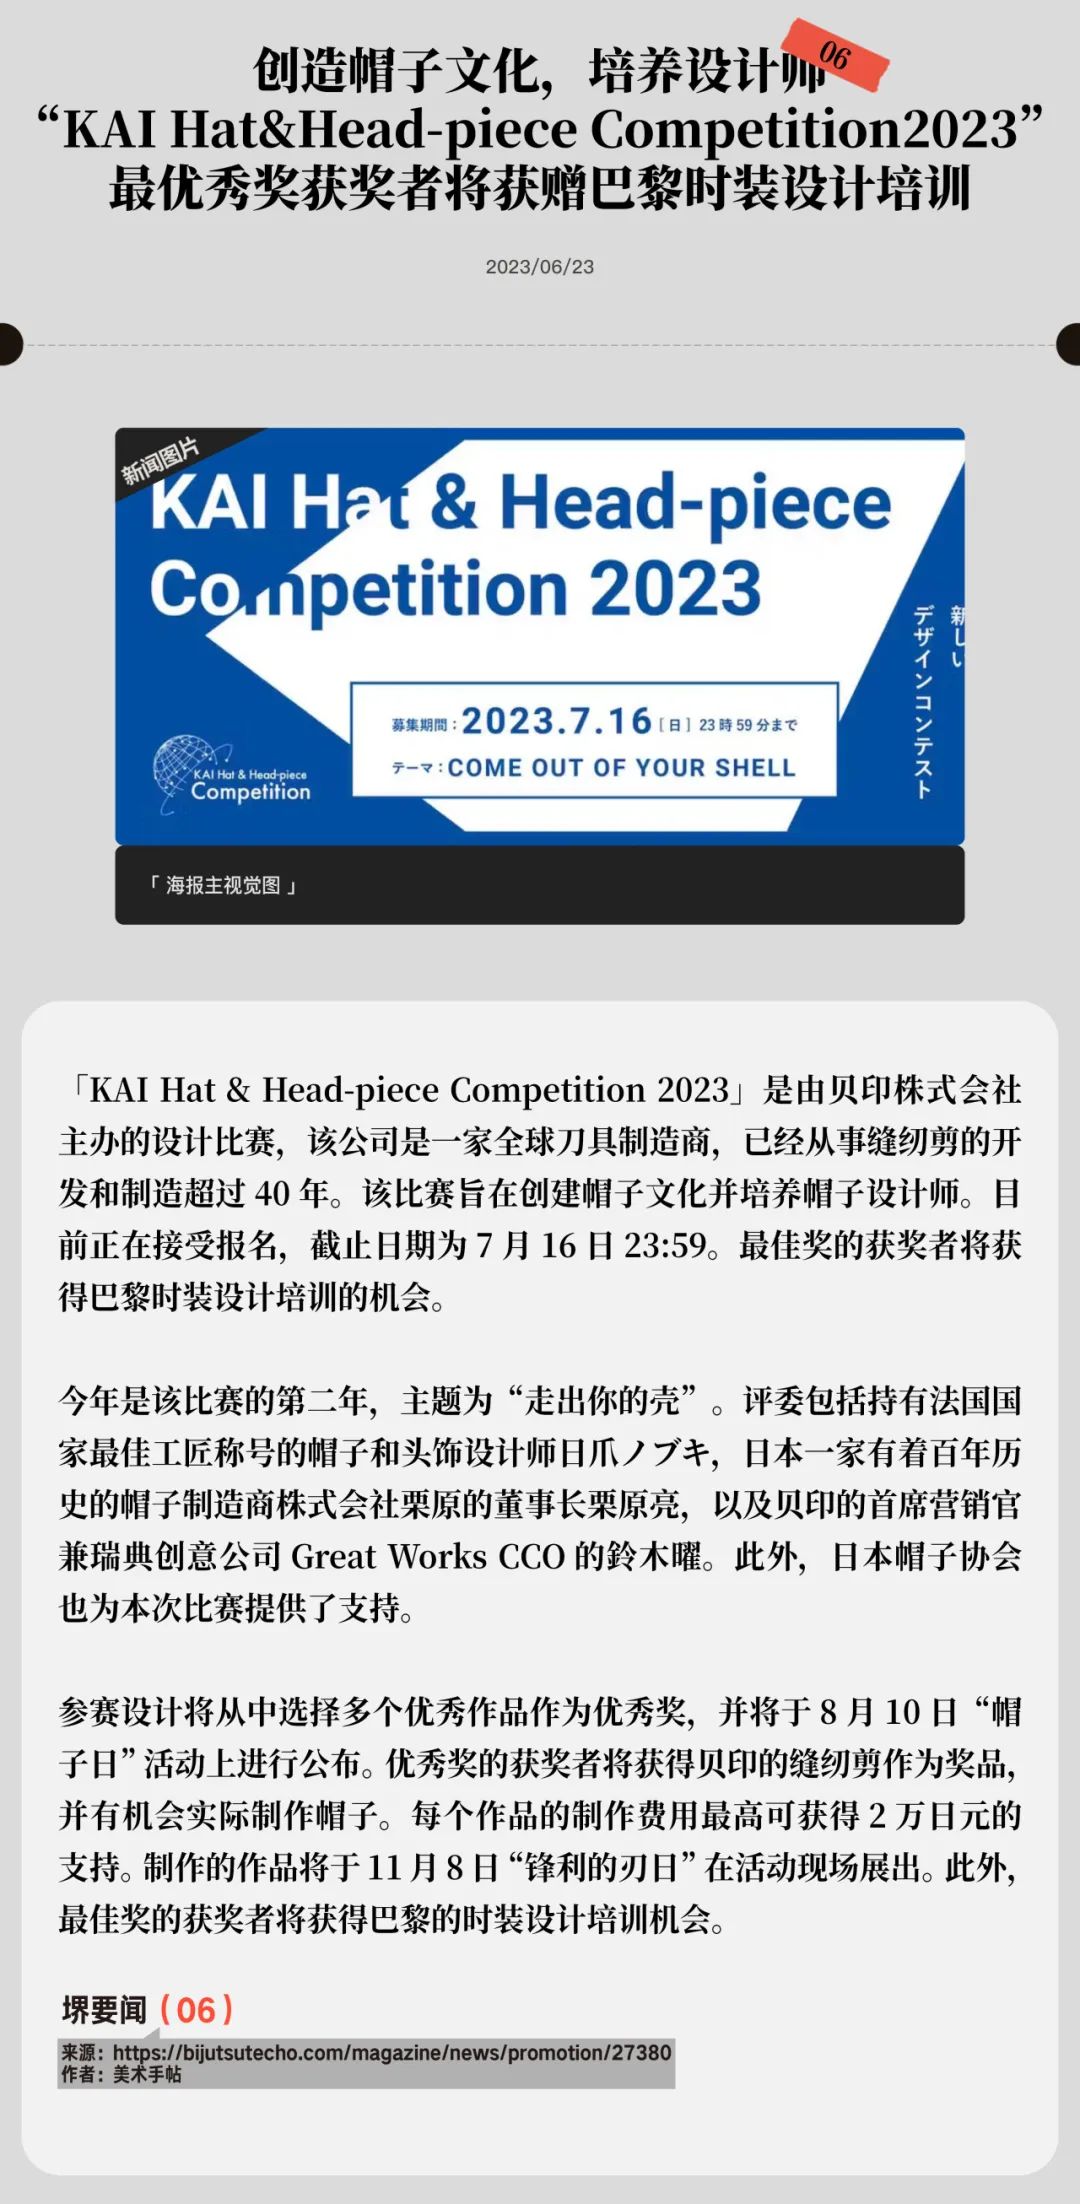 创造帽子文化，培养设计师
06
“KAI Hat&Head-piece Competition2023”
最优秀奖获奖者将获赠巴黎时装设计培训
2023/06/23
新闻图片
KAI Hat & Head-piece
Competition 2023
新しい
デザインコンテスト
募集期間：2023.7.16［日］23時59分まで
テーマ：COME OUT OF YOUR SHELL
KAI Hat & Head-piece
Competition
「 海报主视觉图 」
「KAI Hat & Head-piece Competition 2023」是由贝印株式会社
主办的设计比赛，该公司是一家全球刀具制造商，已经从事缝纫剪的开
发和制造超过 40 年。该比赛旨在创建帽子文化并培养帽子设计师。目
前正在接受报名，截止日期为 7 月 16 日 23:59。最佳奖的获奖者将获
得巴黎时装设计培训的机会。
今年是该比赛的第二年，主题为“走出你的壳”。评委包括持有法国国
家最佳工匠称号的帽子和头饰设计师日爪ノブキ，日本一家有着百年历
史的帽子制造商株式会社栗原的董事长栗原亮，以及贝印的首席营销官
兼瑞典创意公司 Great Works CCO 的鈴木曜。此外，日本帽子协会
也为本次比赛提供了支持。
参赛设计将从中选择多个优秀作品作为优秀奖，并将于 8 月 10 日“帽
子日”活动上进行公布。优秀奖的获奖者将获得贝印的缝纫剪作为奖品，
并有机会实际制作帽子。每个作品的制作费用最高可获得 2 万日元的
支持。制作的作品将于 11 月 8 日“锋利的刃日”在活动现场展出。此外，
最佳奖的获奖者将获得巴黎的时装设计培训机会。
堺要闻（06）
来源：https://bijutsutecho.com/magazine/news/promotion/27380
作者：美术手帖